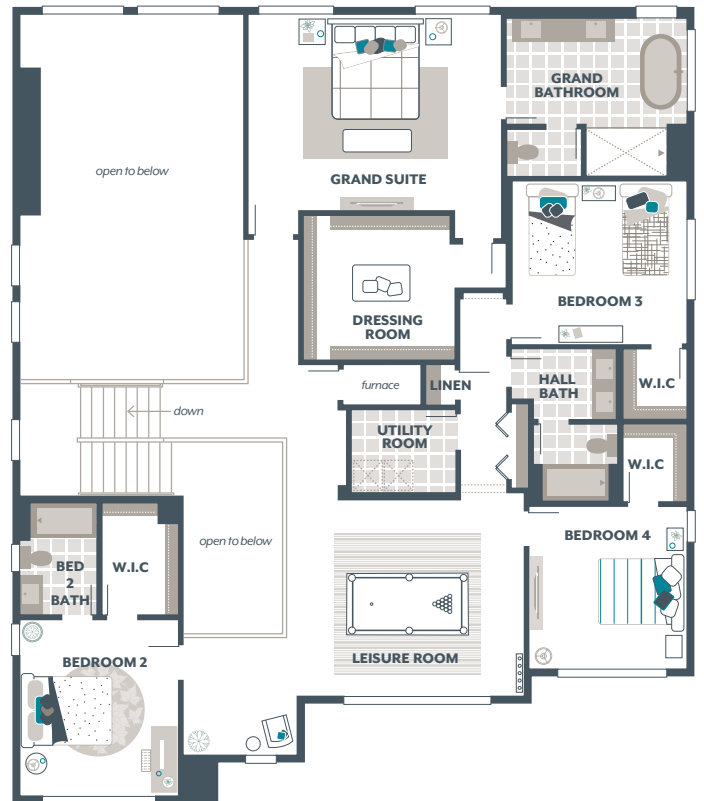 GRAND
BATHROOM
open to below
GRAND SUITE
BEDROOM 3
DRESSING
ROOM
furnace
LINEN
HALL
BATH
W.I.C
down
UTILITY
ROOM
W.I.C
open to below
BEDROOM 4
BED
2
BATH
W.I.C
BEDROOM 2
LEISURE ROOM